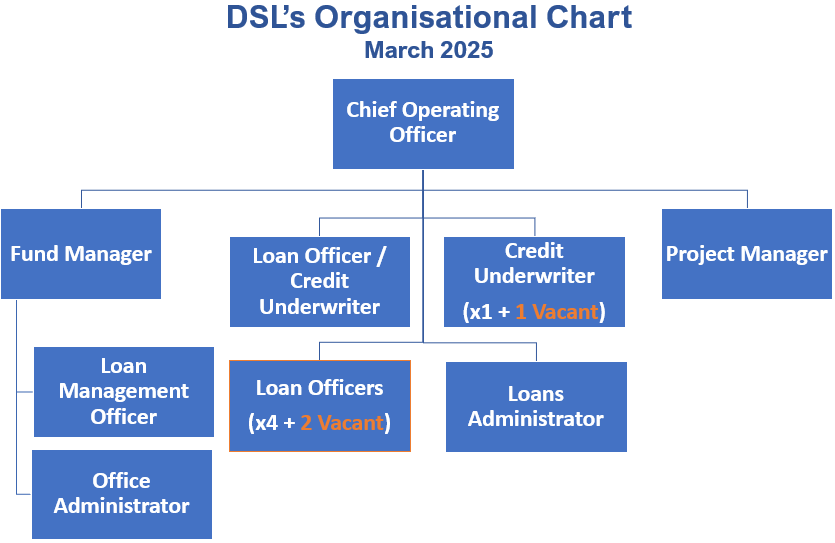 DSL’s Organisational Chart
March 2025
Chief Operating
Officer
Fund Manager
Loan Officer /
Credit
Underwriter
Credit
Underwriter
(x1 + 1 Vacant)
Project Manager
Loan
Management
Officer
Loan Officers
(x4 + 2 Vacant)
Loans
Administrator
Office
Administrator